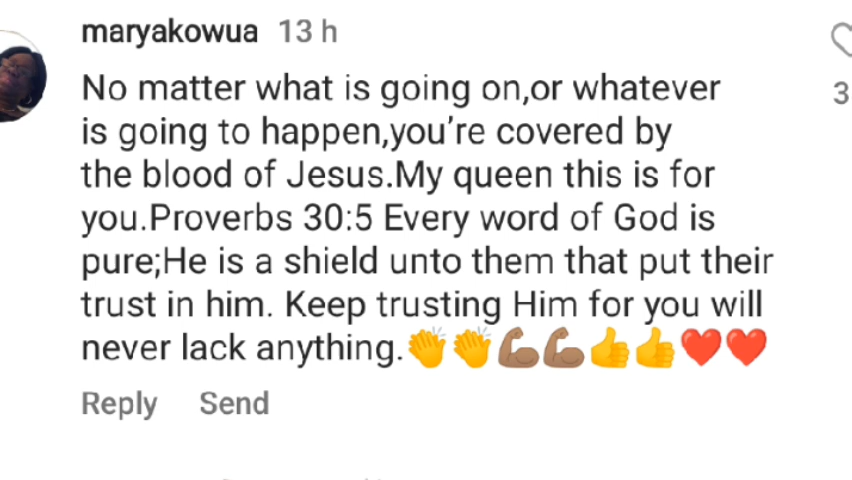 maryakowua 13 h
No matter what is going on,or whatever
is going to happen,you're covered by
the blood of Jesus.My queen this is for
you.Proverbs 30:5 Every word of God is
pure;He is a shield unto them that put their
trust in him. Keep trusting Him for you will
never lack anything.👏👏💪🏽💪🏽👍👍❤️❤️
3
Reply Send